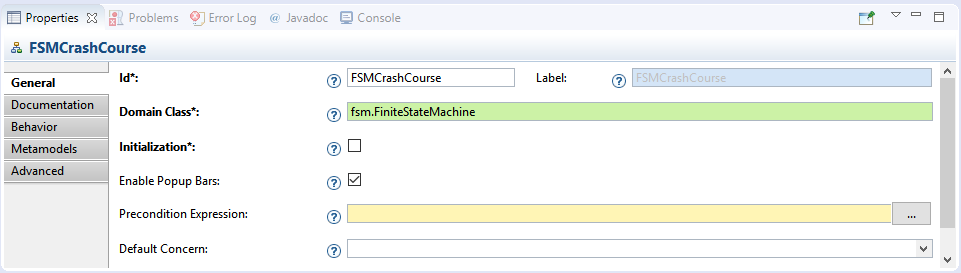 Properties Problems Error Log @ Javadoc Console
FSMCrashCourse
General
Documentation
Behavior
Metamodels
Advanced
Id*: ? FSMCrashCourse Label: ? FSMCrashCourse
Domain Class*: ? fsm.FiniteStateMachine
Initialization*: ?
Enable Popup Bars: ?
Precondition Expression: ? ...
Default Concern: ?